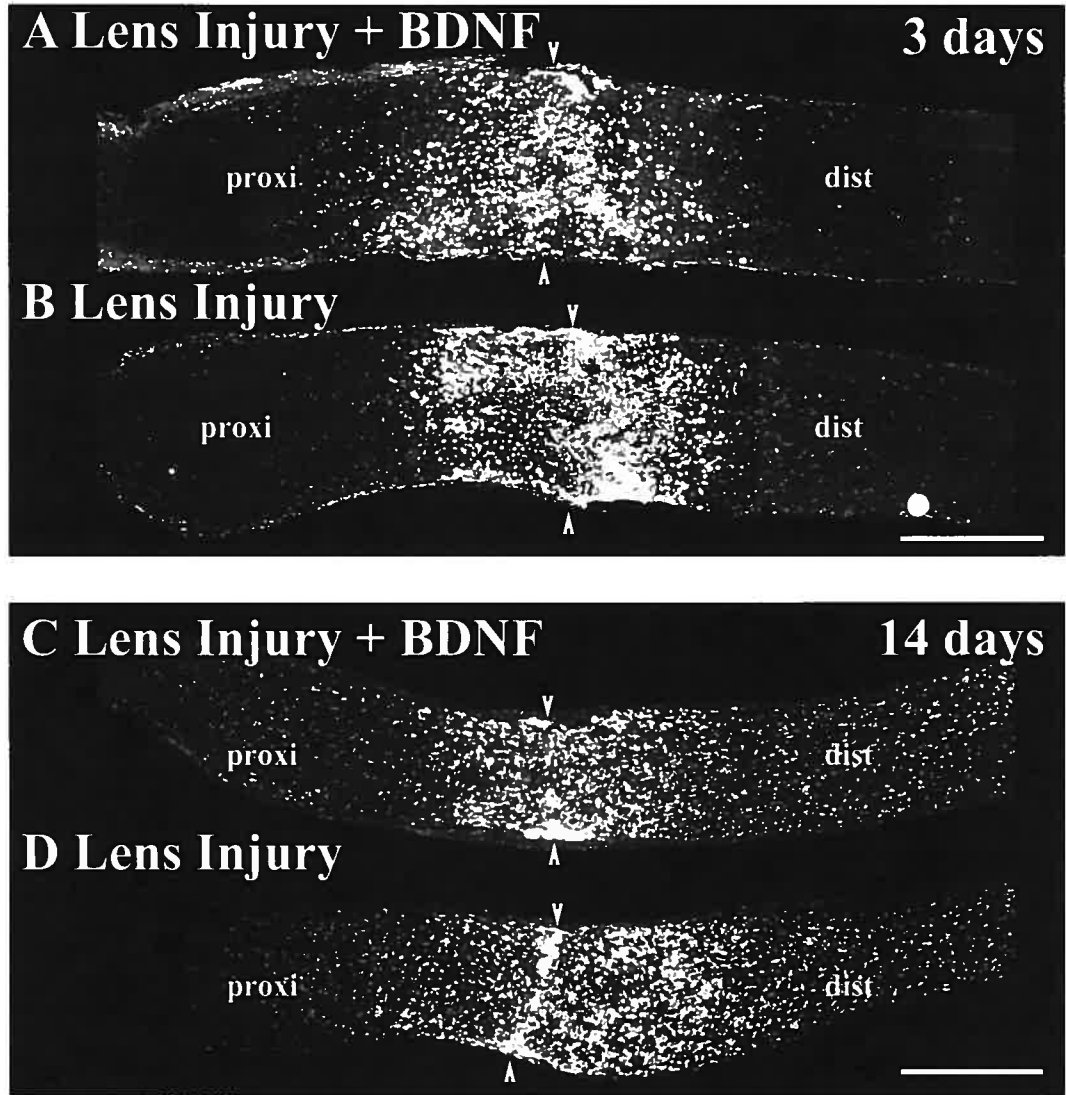 A Lens Injury + BDNF
3 days
proxi
dist
B Lens Injury
proxi
dist
C Lens Injury + BDNF
14 days
proxi
dist
D Lens Injury
proxi
dist